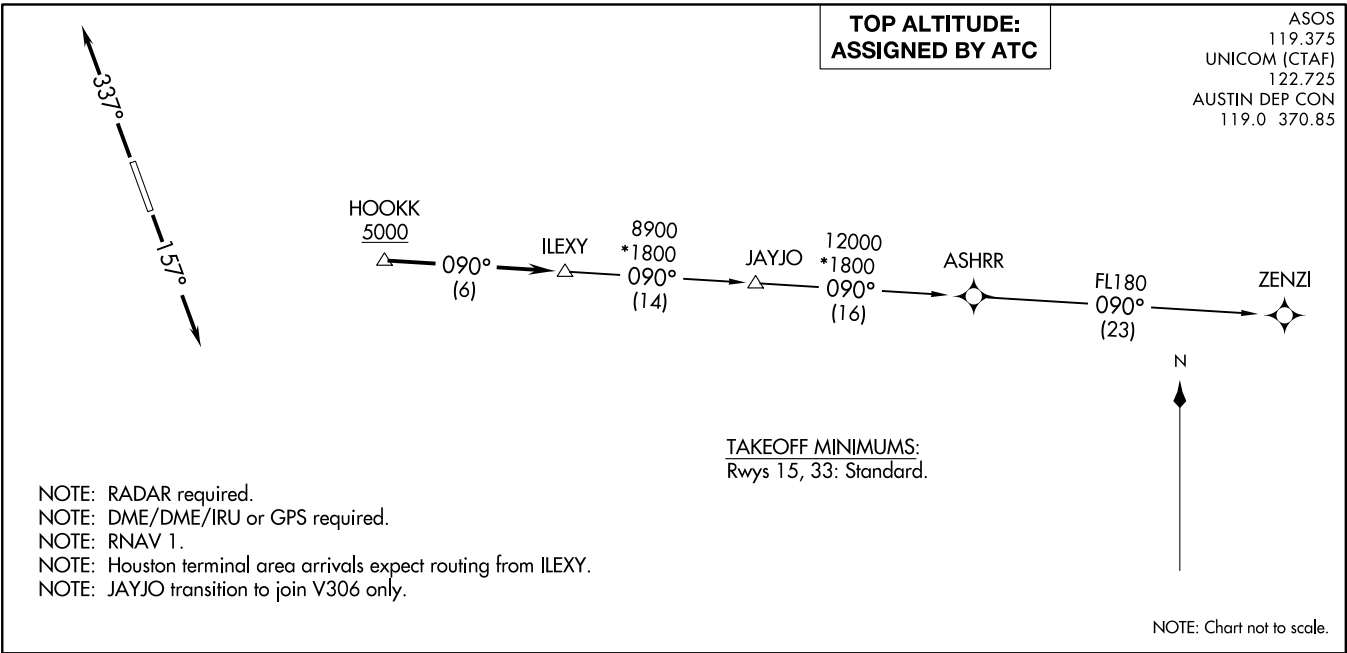 TOP ALTITUDE:
ASSIGNED BY ATC
ASOS
119.375
UNICOM (CTAF)
122.725
AUSTIN DEP CON
119.0 370.85
337°
157°
HOOKK
5000
090°
(6)
ILEXY
8900
*1800
090°
(14)
JAYJO
12000
*1800
090°
(16)
ASHRR
FL180
090°
(23)
ZENZI
N
TAKEOFF MINIMUMS:
Rwys 15, 33: Standard.
NOTE: RADAR required.
NOTE: DME/DME/IRU or GPS required.
NOTE: RNAV 1.
NOTE: Houston terminal area arrivals expect routing from ILEXY.
NOTE: JAYJO transition to join V306 only.
NOTE: Chart not to scale.